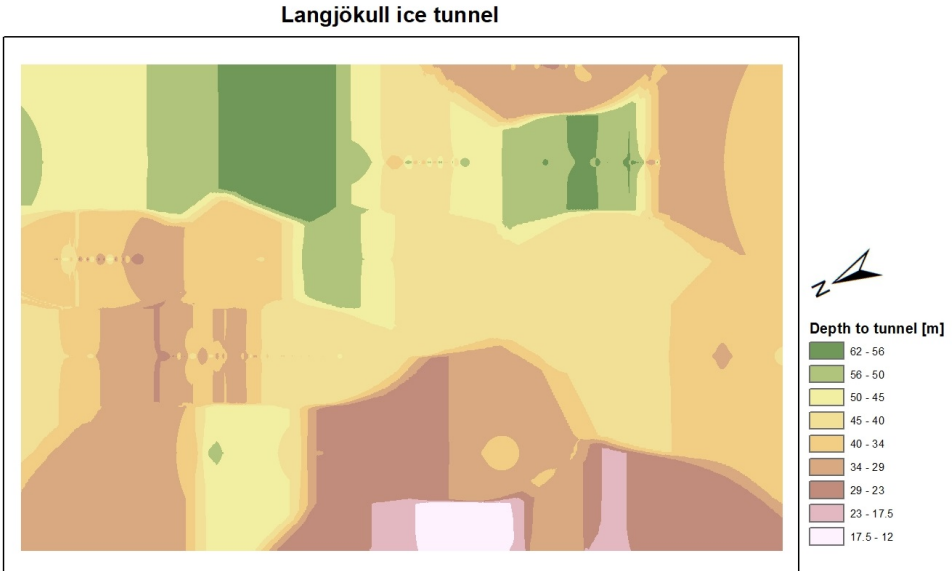 Langjökull ice tunnel
N
Depth to tunnel [m]
62 - 56
56 - 50
50 - 45
45 - 40
40 - 34
34 - 29
29 - 23
23 - 17.5
17.5 - 12